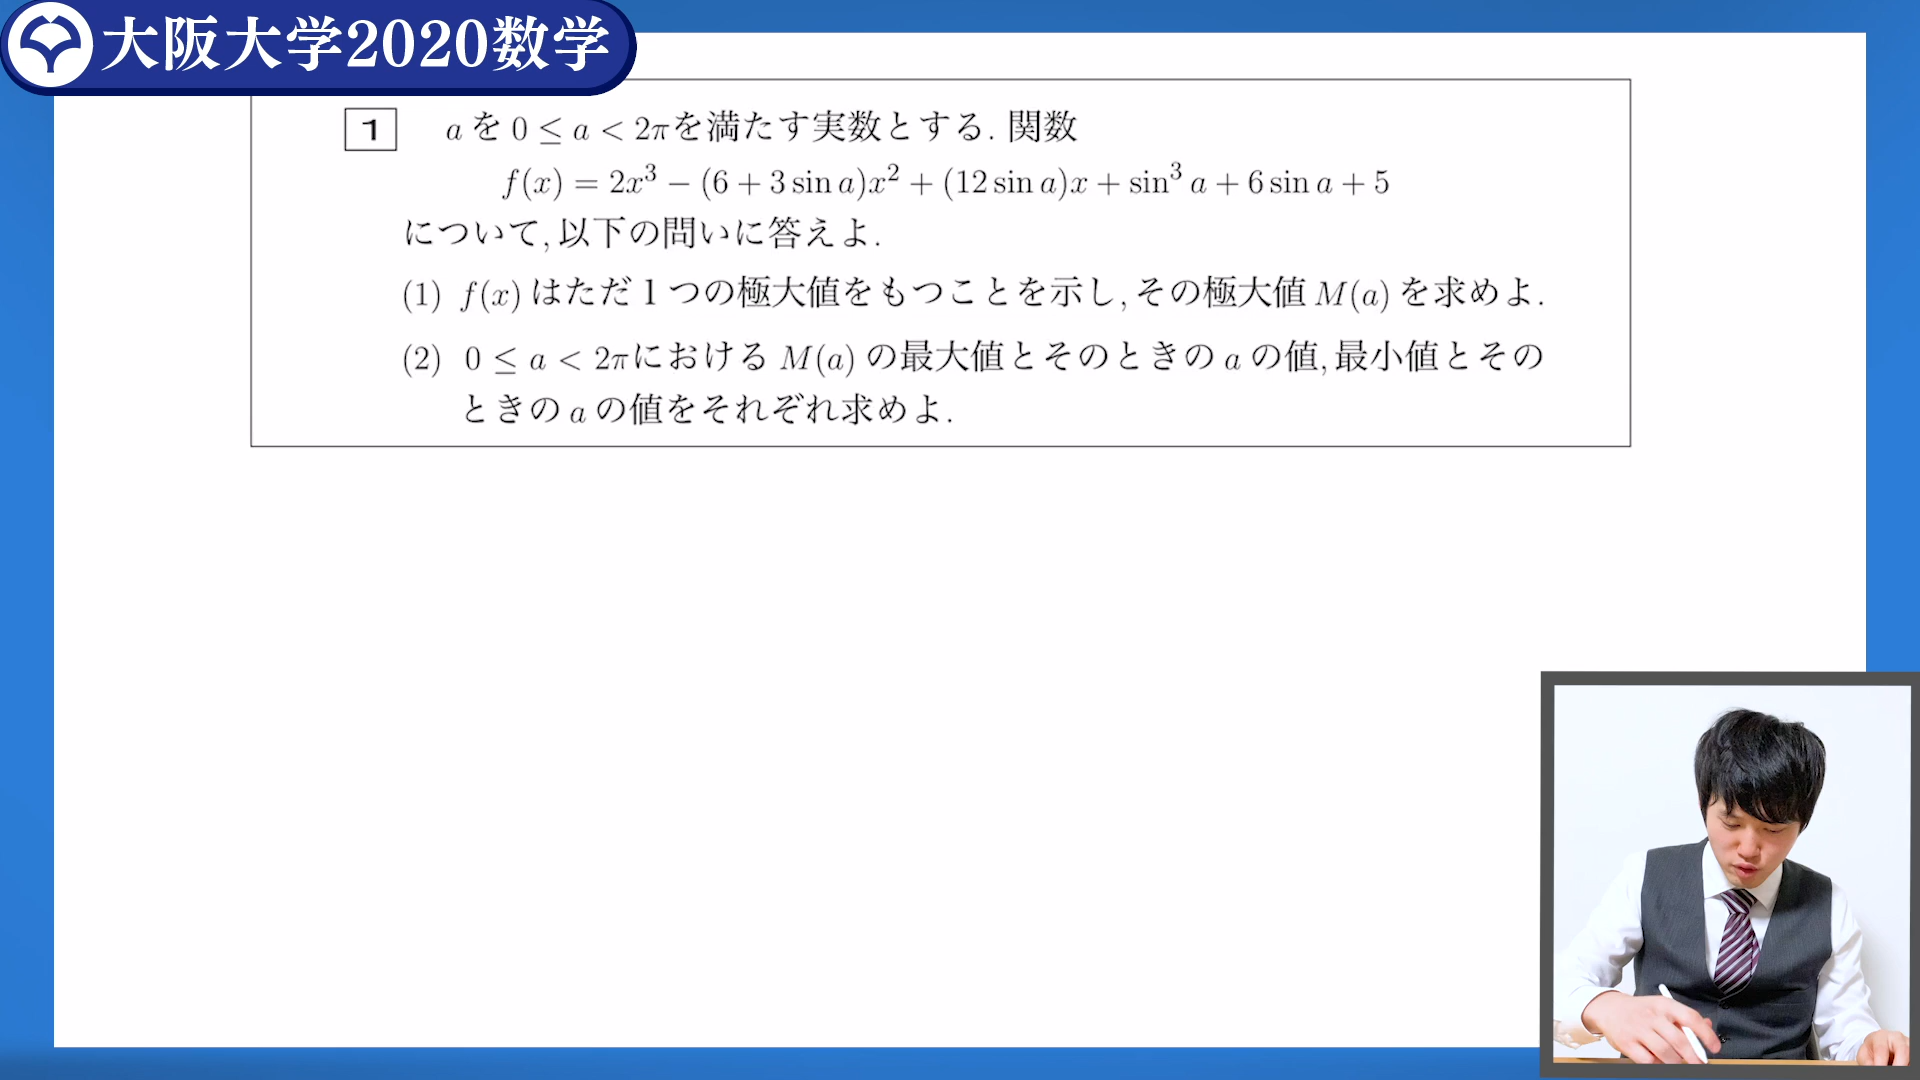 大阪大学2020数学
1 aを0 ≤ a < 2πを満たす実数とする. 関数
f(x) = 2x³ − (6 + 3 sin a)x² + (12 sin a)x + sin³ a + 6 sin a + 5
について, 以下の問いに答えよ.
(1) f(x) はただ1つの極大値をもつことを示し, その極大値 M(a) を求めよ.
(2) 0 ≤ a < 2πにおける M(a) の最大値とそのときの a の値, 最小値とその
ときの a の値をそれぞれ求めよ.